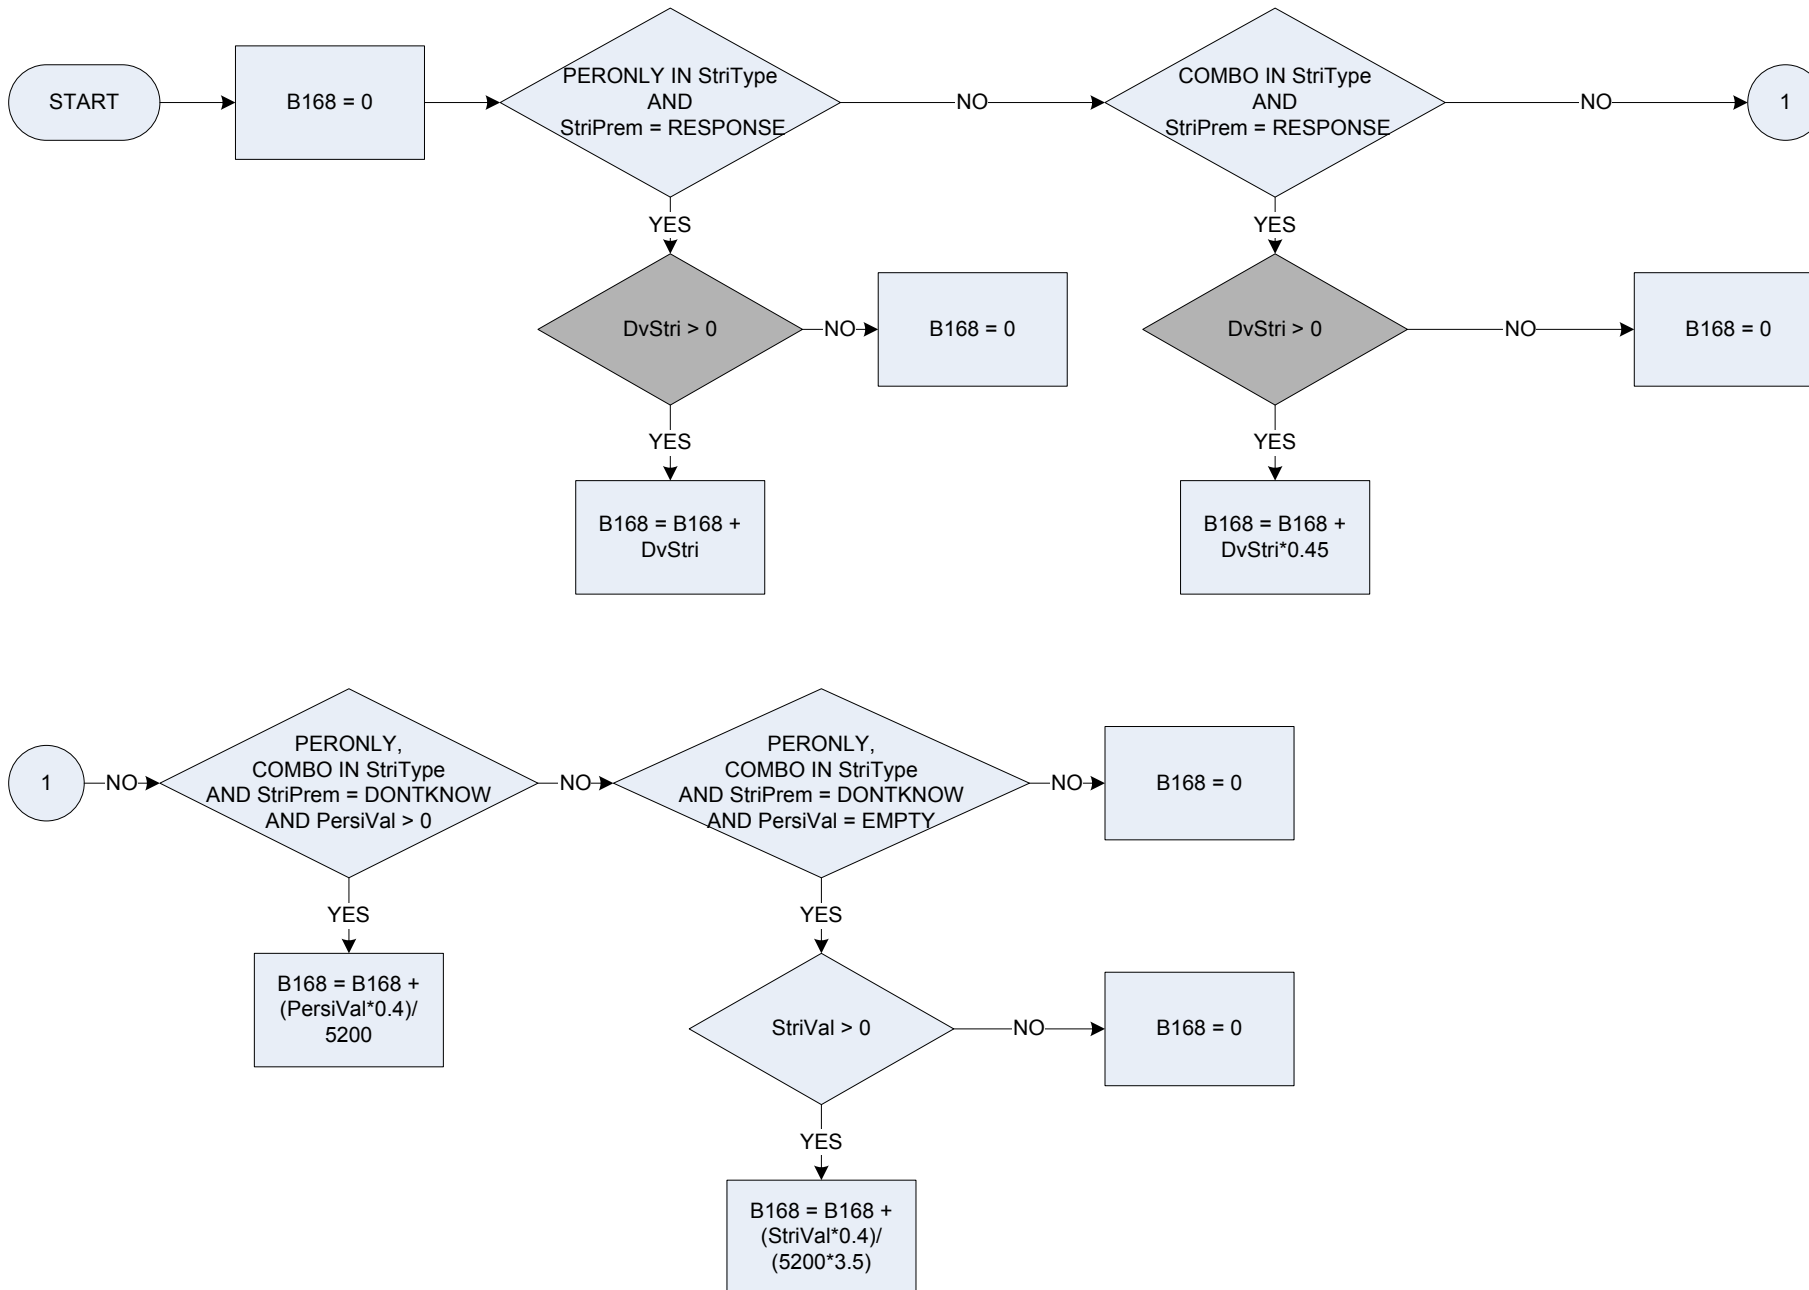 START
B168 = 0
PERONLY IN StriType
AND
StriPrem = RESPONSE
NO
COMBO IN StriType
AND
StriPrem = RESPONSE
NO
1
YES
YES
DvStri > 0
NO
B168 = 0
DvStri > 0
NO
B168 = 0
YES
YES
B168 = B168 +
DvStri
B168 = B168 +
DvStri*0.45
1
NO
PERONLY,
COMBO IN StriType
AND StriPrem = DONTKNOW
AND PersiVal > 0
NO
PERONLY,
COMBO IN StriType
AND StriPrem = DONTKNOW
AND PersiVal = EMPTY
NO
B168 = 0
YES
YES
B168 = B168 +
(PersiVal*0.4)/
5200
StriVal > 0
NO
B168 = 0
YES
B168 = B168 +
(StriVal*0.4)/
(5200*3.5)